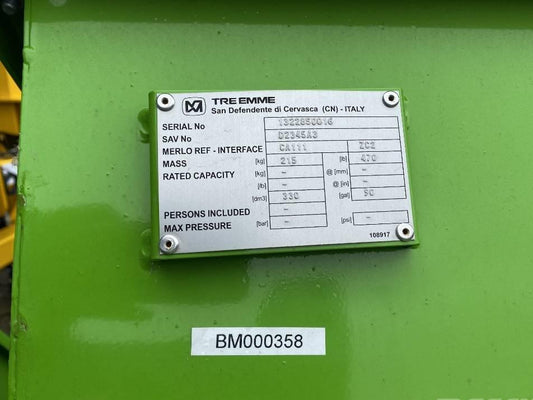 TRE EMME
San Defendente di Cervasca (CN) - ITALY
SERIAL No 
SAV No D2345A3
MERLO REF - INTERFACE CA111 ZC2
MASS [kg] 215 [lb] 470
RATED CAPACITY [kg] - @ [mm] -
[lb] - @ [in] -
[dm3] 330 [gal] 90
PERSONS INCLUDED -
MAX PRESSURE [bar] - [psi] -
108917
BM000358